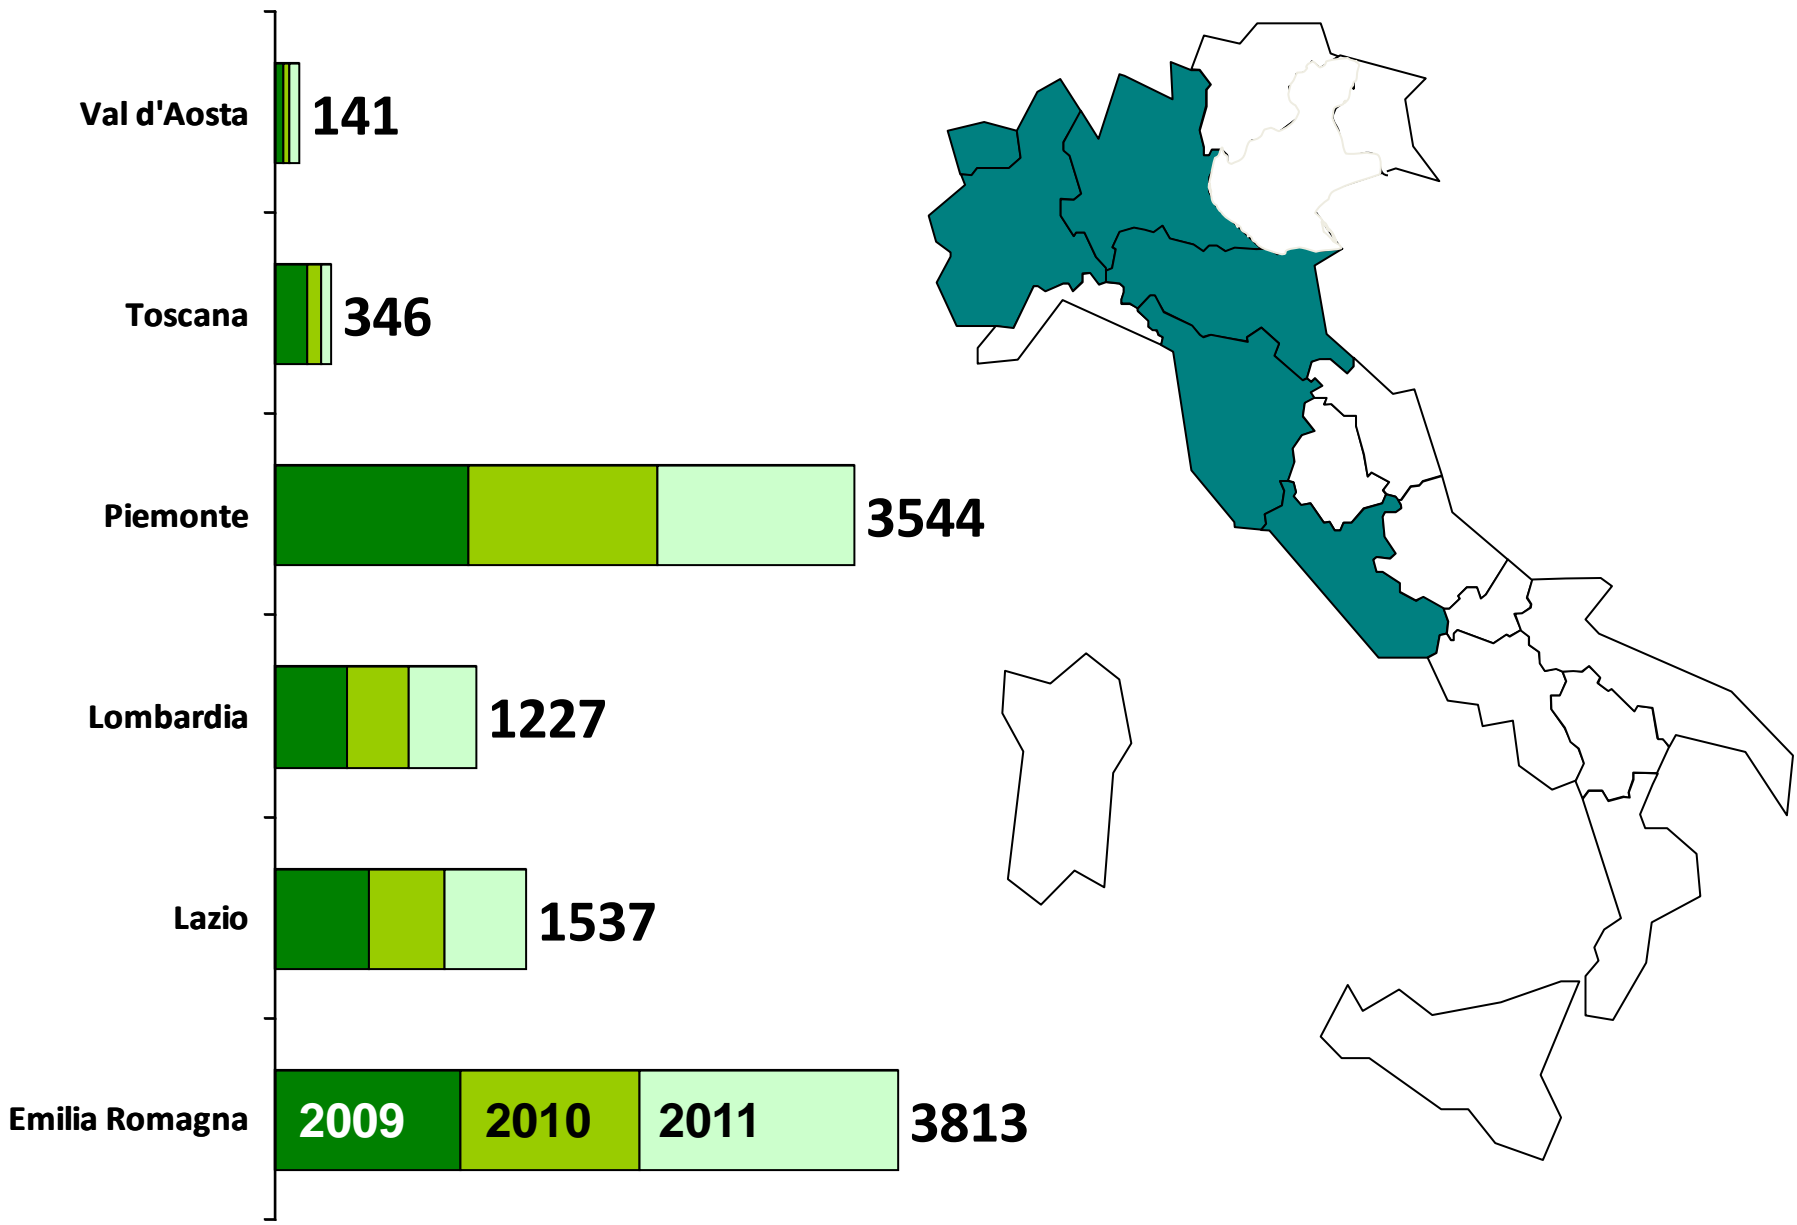 Val d'Aosta 141
Toscana 346
Piemonte 3544
Lombardia 1227
Lazio 1537
Emilia Romagna 2009 2010 2011 3813